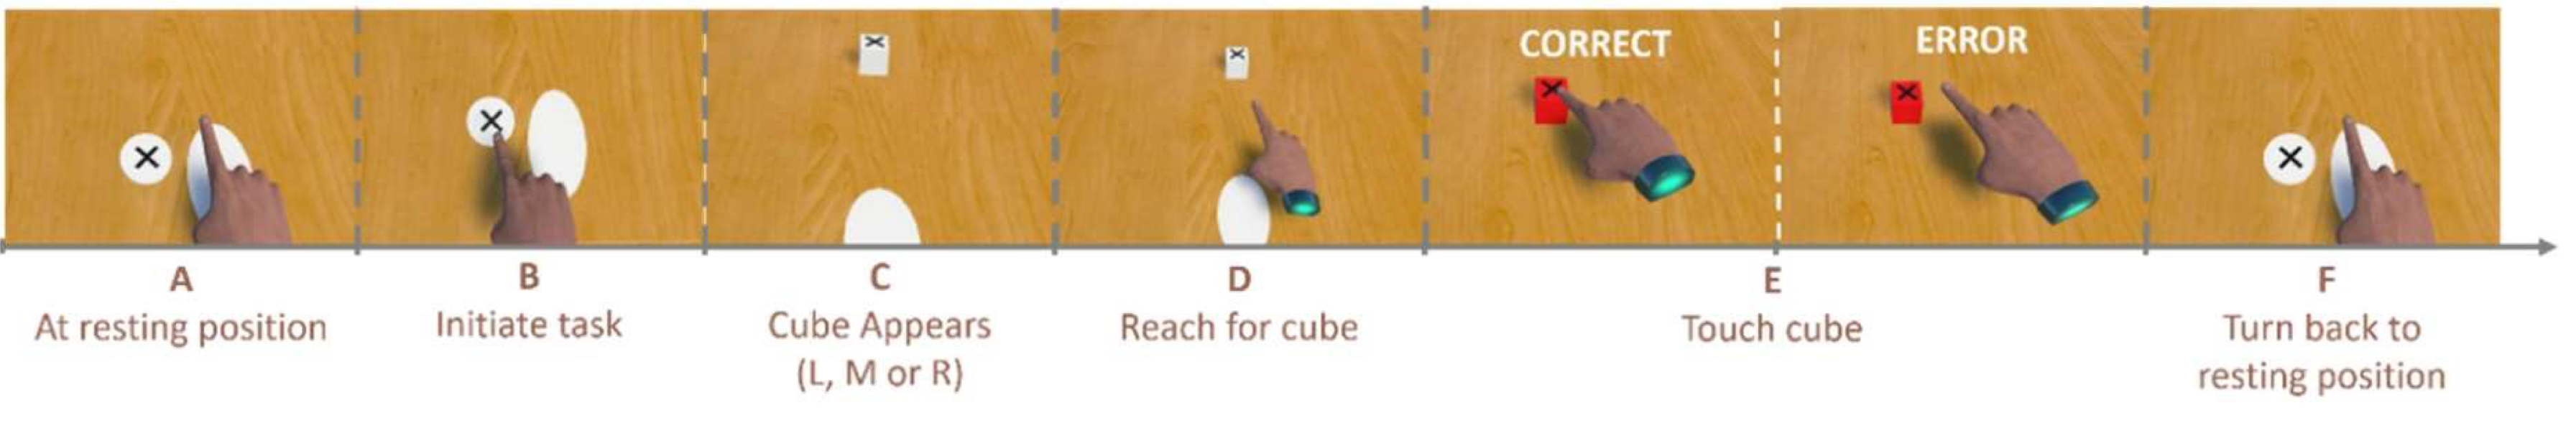 CORRECT
ERROR
A
At resting position
B
Initiate task
C
Cube Appears
(L, M or R)
D
Reach for cube
E
Touch cube
F
Turn back to
resting position